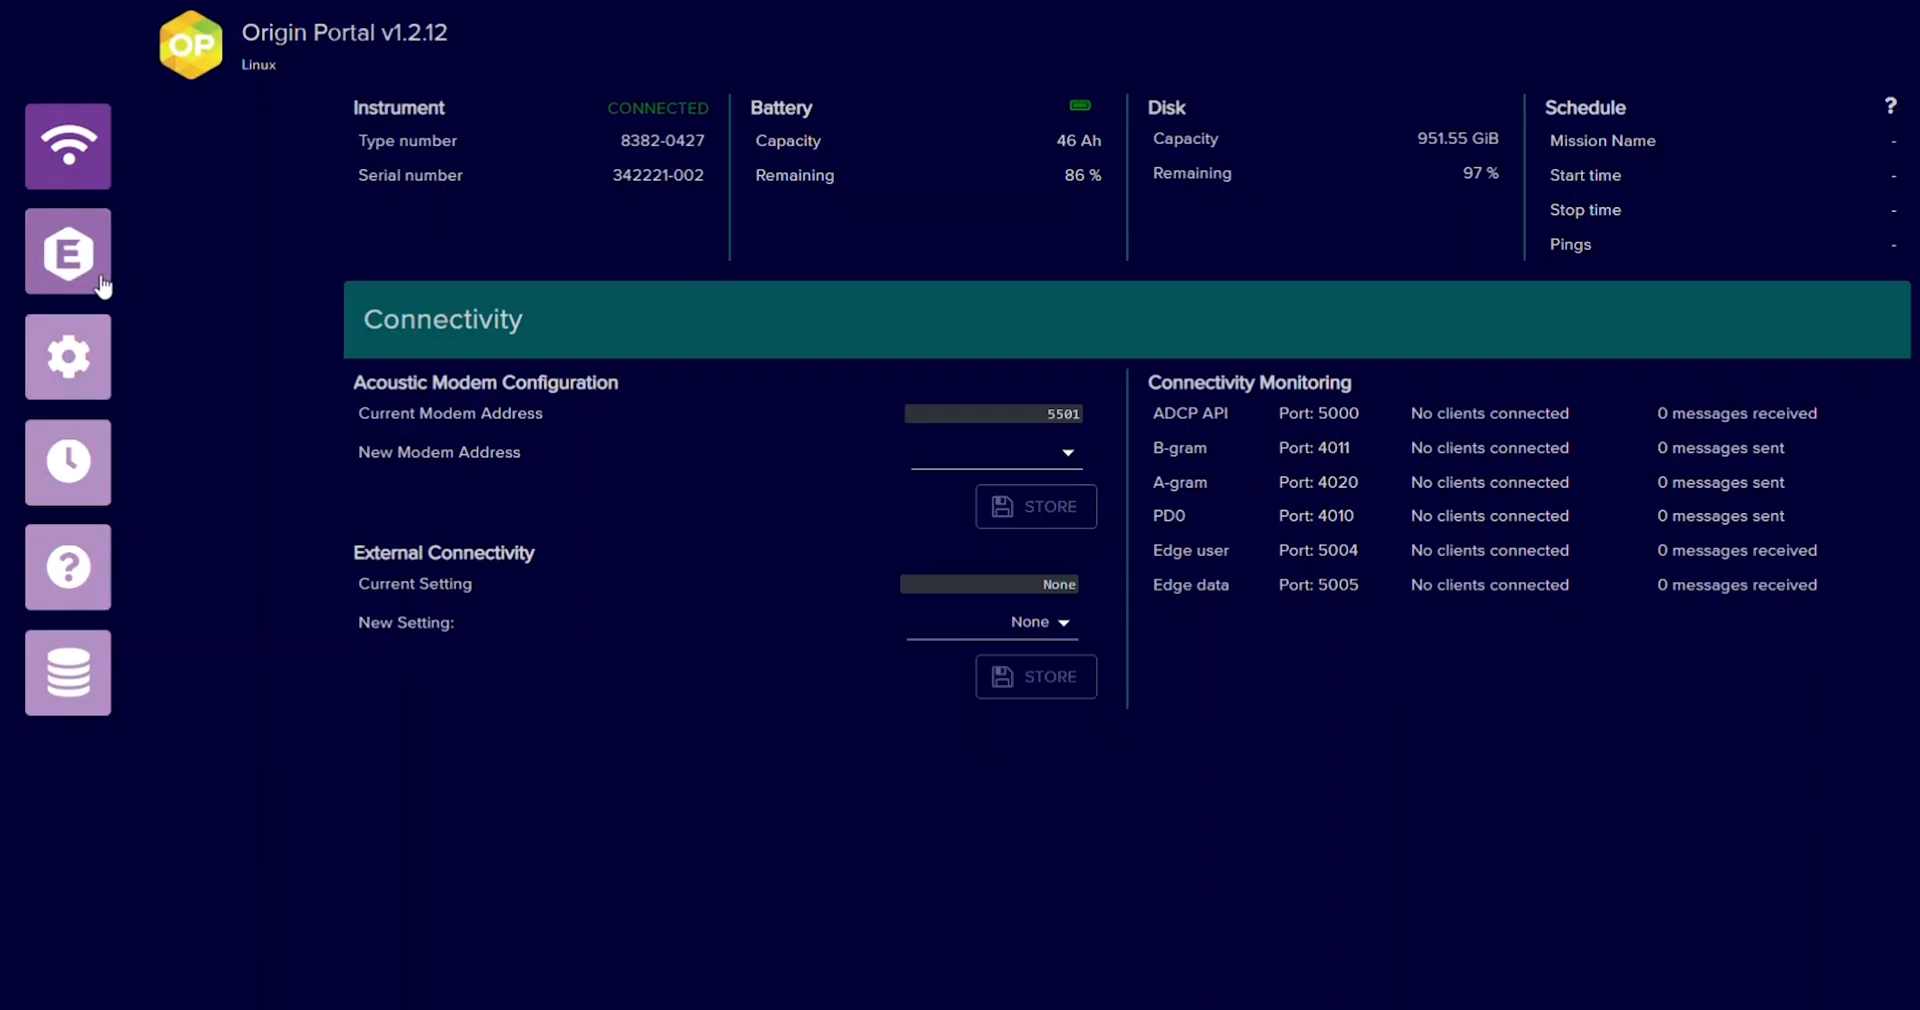 OP
Origin Portal v1.2.12
Linux
Instrument CONNECTED
Type number 8382-0427
Serial number 342221-002
Battery
Capacity 46 Ah
Remaining 86 %
Disk
Capacity 951.55 GiB
Remaining 97 %
Schedule ?
Mission Name -
Start time -
Stop time -
Pings -
E
?
Connectivity
Acoustic Modem Configuration
Current Modem Address 5501
New Modem Address
STORE
External Connectivity
Current Setting None
New Setting: None
STORE
Connectivity Monitoring
ADCP API Port: 5000 No clients connected 0 messages received
B-gram Port: 4011 No clients connected 0 messages sent
A-gram Port: 4020 No clients connected 0 messages sent
PD0 Port: 4010 No clients connected 0 messages sent
Edge user Port: 5004 No clients connected 0 messages received
Edge data Port: 5005 No clients connected 0 messages received